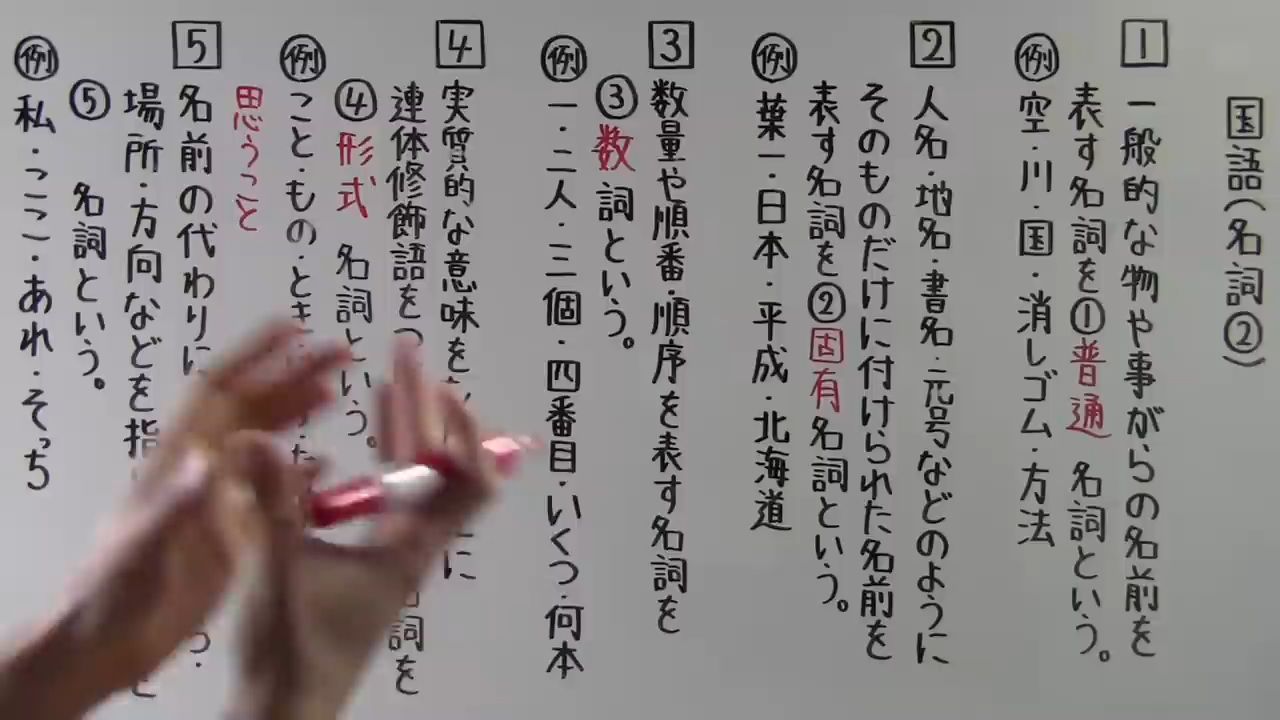 国語（名詞②）
1
一般的な物や事がらの名前を
表す名詞を①普通 名詞という。
例 空・川・国・消しゴム・方法
2
人名・地名・書名・元号などのように
そのものだけに付けられた名前を
表す名詞を②固有名詞という。
例 葉一・日本・平成・北海道
3
数量や順番・順序を表す名詞を
③数詞という。
例 一・二人・三個・四番目・いくつ・何本
4
実質的な意味を に
連体修飾語をつ 詞を
④形式 名詞という。
例 こと・もの・とき
思うこと
5
名前の代わりに
場所・方向などを指
⑤ 名詞という。
例 私・ここ・あれ・そっち